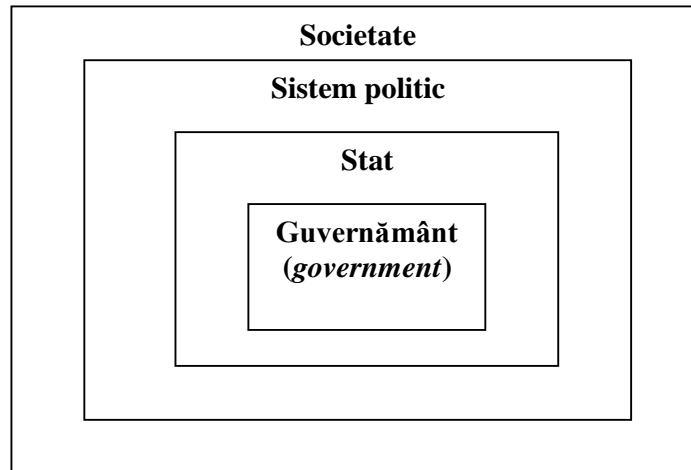 Societate
Sistem politic
Stat
Guvernământ
(government)